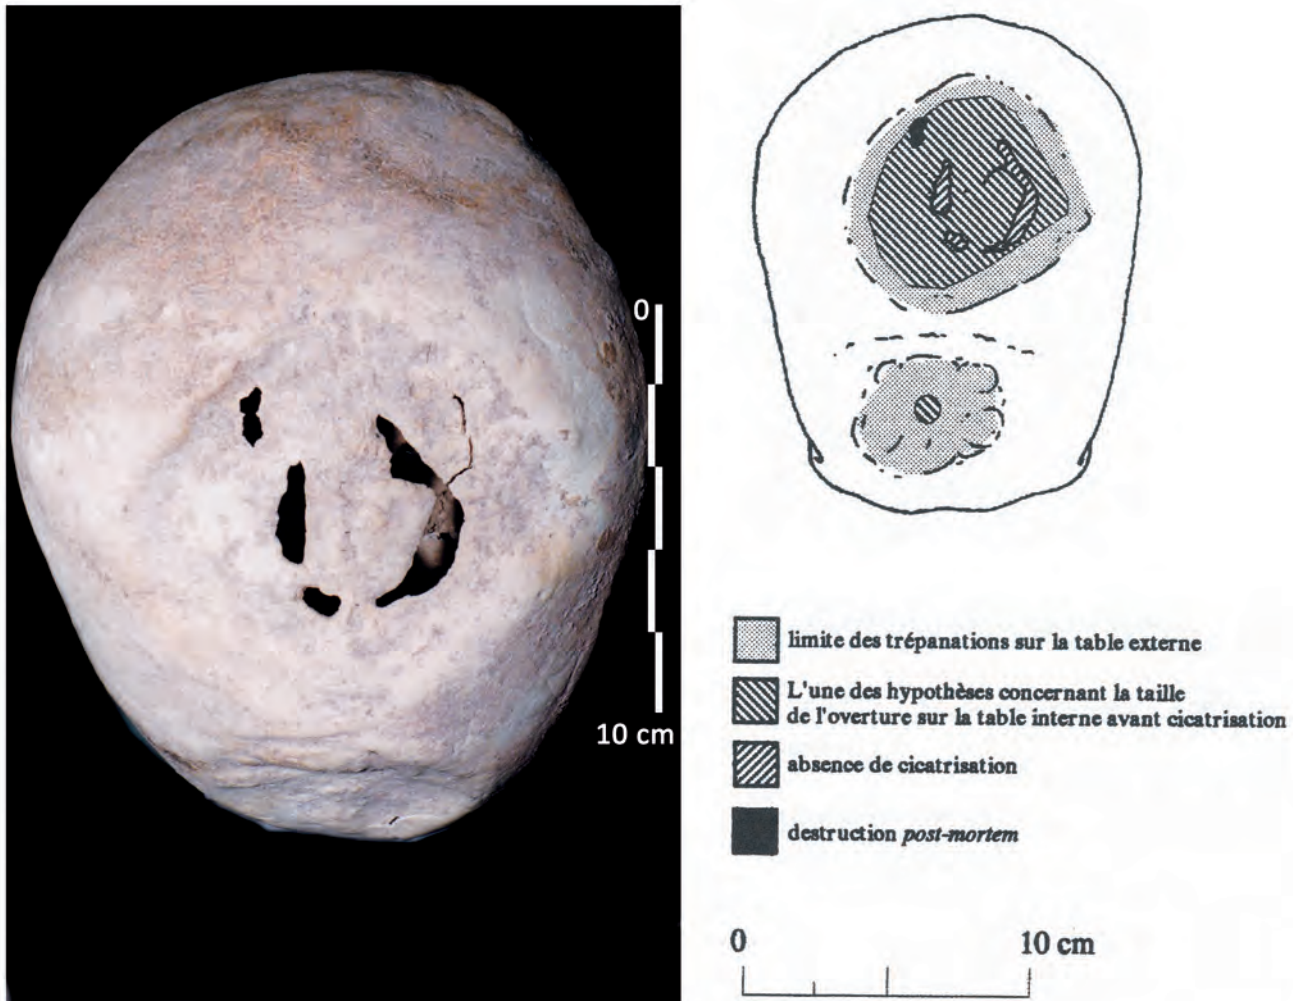 0
10 cm
limite des trépanations sur la table externe
L'une des hypothèses concernant la taille
de l'overture sur la table interne avant cicatrisation
absence de cicatrisation
destruction post-mortem
0
10 cm